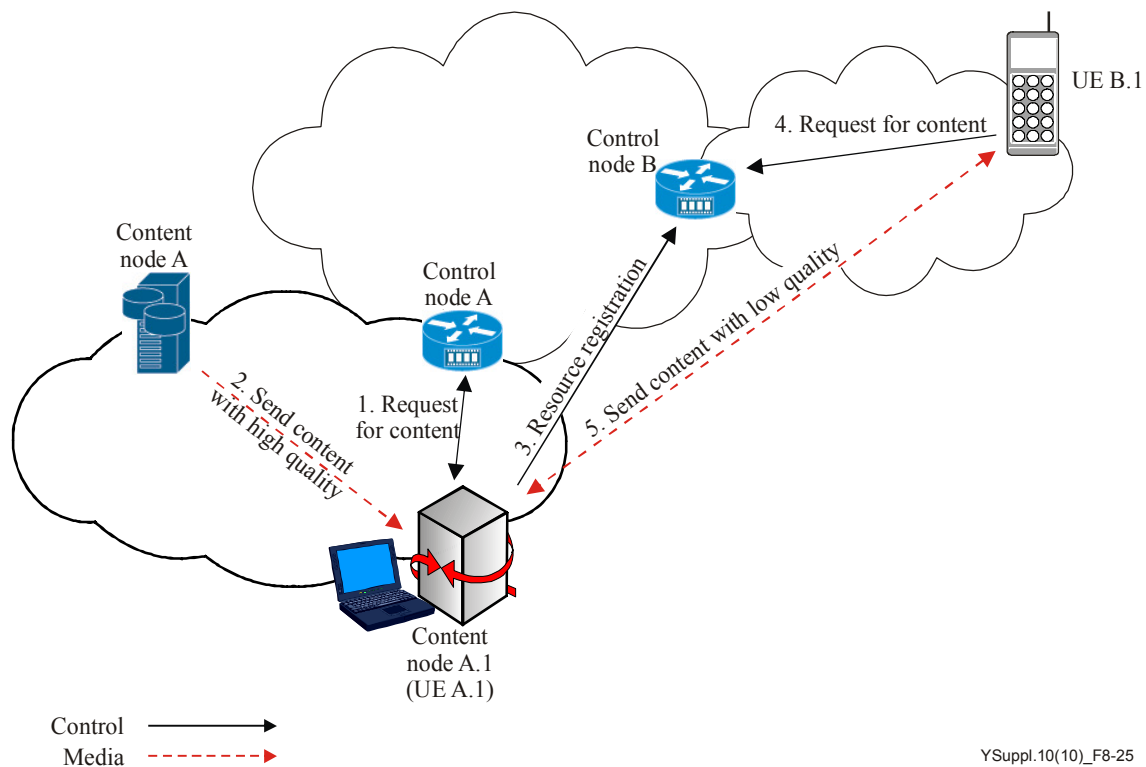 UE B.1
4. Request for content
Control
node B
Content
node A
Control
node A
2. Send content
with high quality
1. Request
for content
3. Resource registration
5. Send content with low quality
Content
node A.1
(UE A.1)
Control
Media
YSuppl.10(10)_F8-25